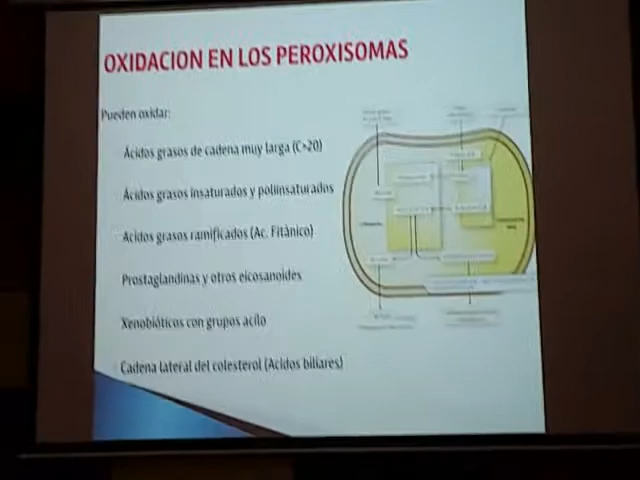 OXIDACION EN LOS PEROXISOMAS
Pueden oxidar:
Ácidos grasos de cadena muy larga (C>20)
Ácidos grasos insaturados y poliinsaturados
Ácidos grasos ramificados (Ac. Fitánico)
Prostaglandinas y otros eicosanoides
Xenobióticos con grupos acilo
Cadena lateral del colesterol (Acidos biliares)